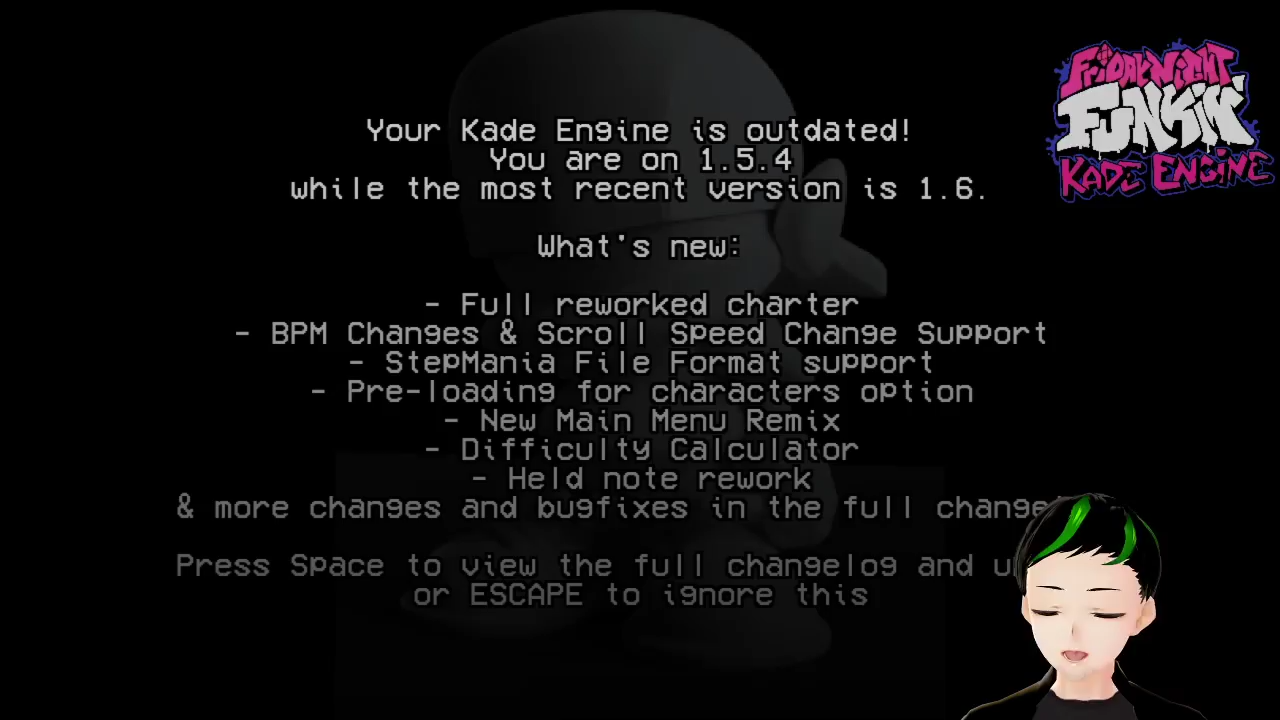 Your Kade Engine is outdated!
You are on 1.5.4
while the most recent version is 1.6.
What's new:
- Full reworked charter
- BPM Changes & Scroll Speed Change Support
- StepMania File Format support
- Pre-loading for characters option
- New Main Menu Remix
- Difficulty Calculator
- Held note rework
& more changes and bugfixes in the full
Press Space to view the full changelog and
or ESCAPE to ignore this
FRIDAY NIGHT
FUNKIN'
KADE ENGINE